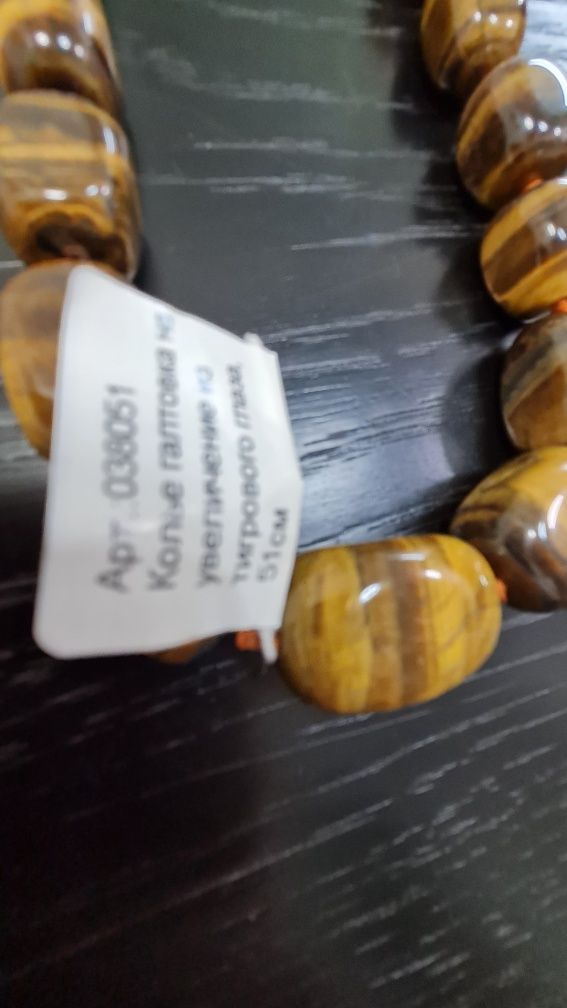 Арт.:038051
Колье галтовка на
увеличение из
тигрового глаза,
51см